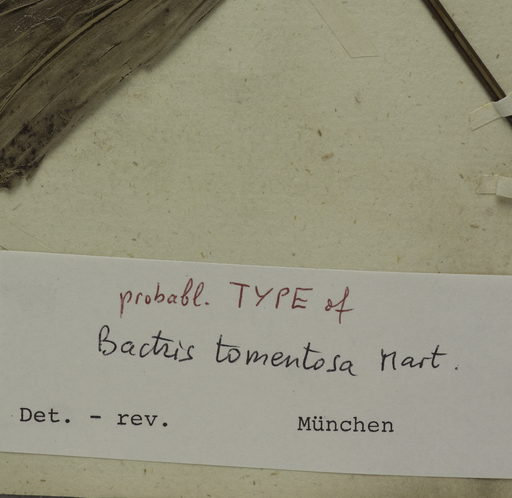 probabl. TYPE of
Bactris tomentosa Mart.
Det. - rev. München